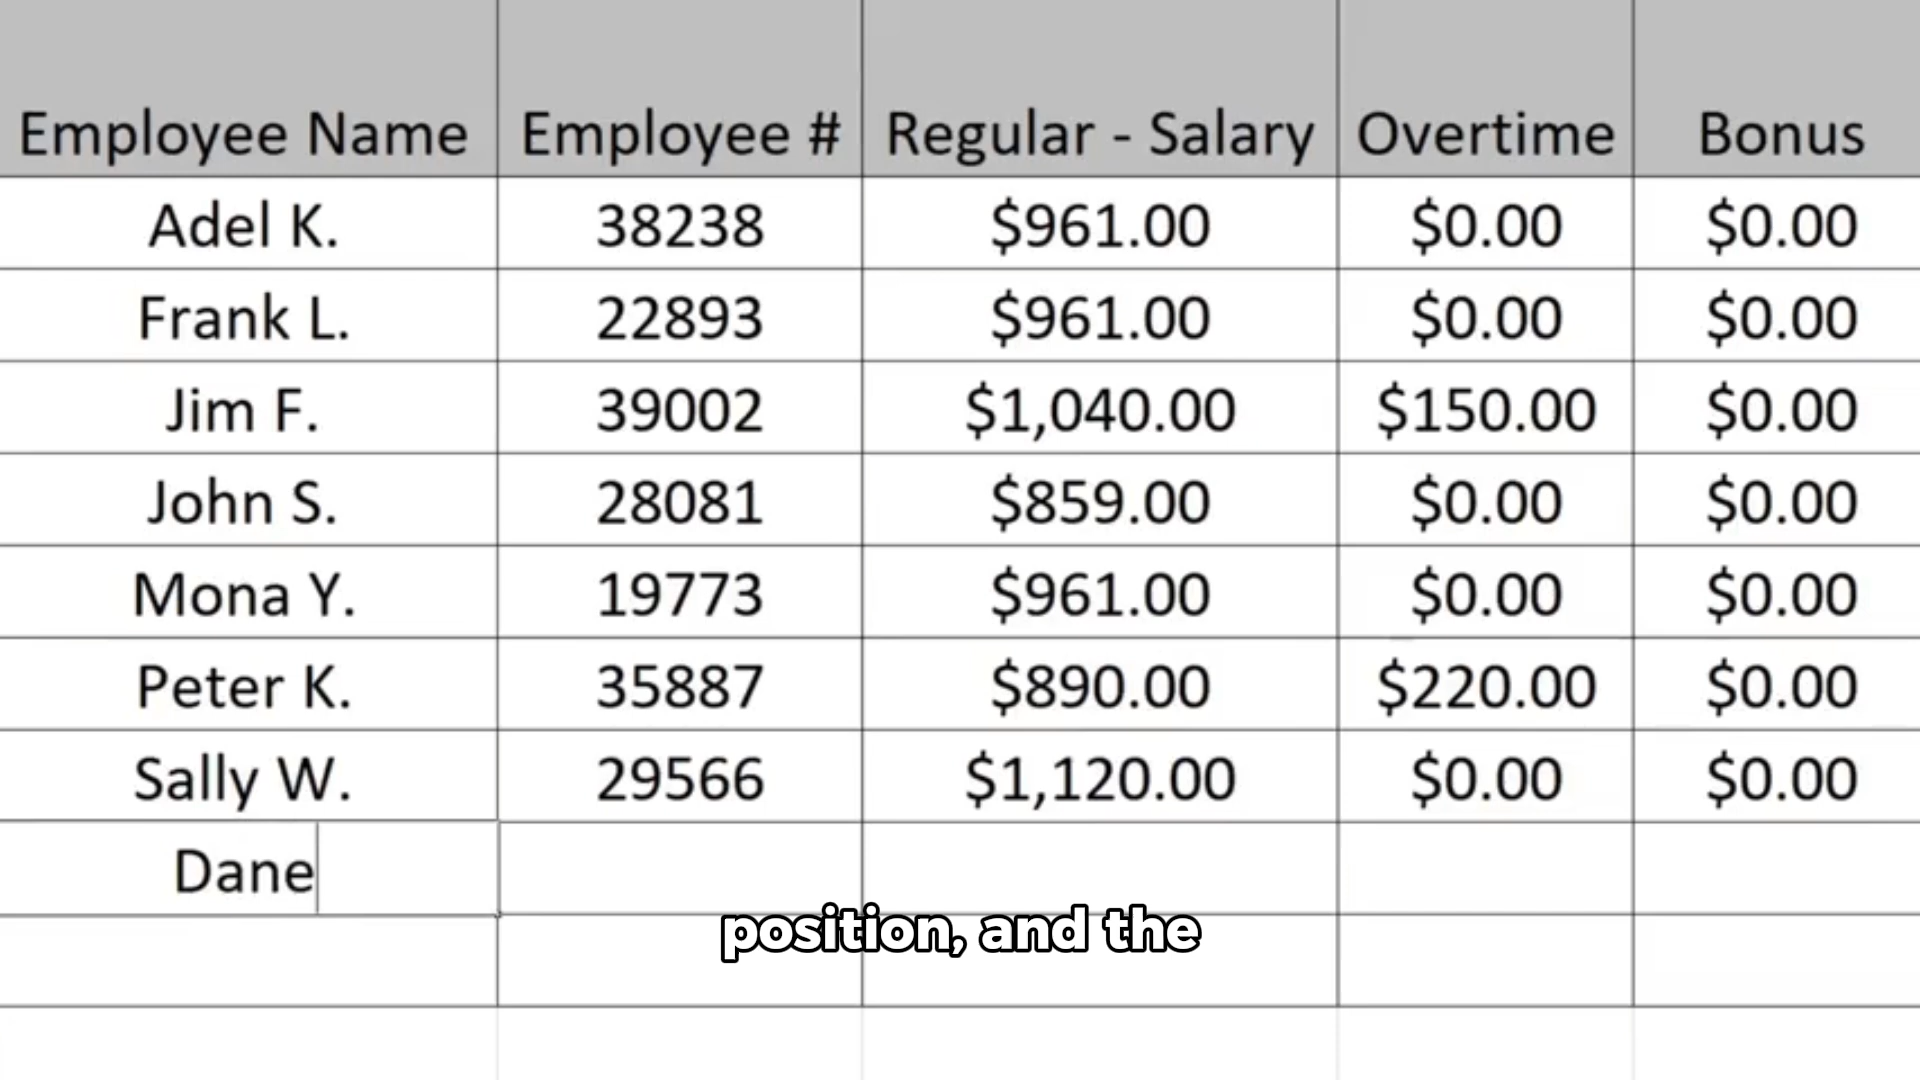 Employee Name Employee # Regular - Salary Overtime Bonus
Adel K. 38238 $961.00 $0.00 $0.00
Frank L. 22893 $961.00 $0.00 $0.00
Jim F. 39002 $1,040.00 $150.00 $0.00
John S. 28081 $859.00 $0.00 $0.00
Mona Y. 19773 $961.00 $0.00 $0.00
Peter K. 35887 $890.00 $220.00 $0.00
Sally W. 29566 $1,120.00 $0.00 $0.00
Dane
position, and the